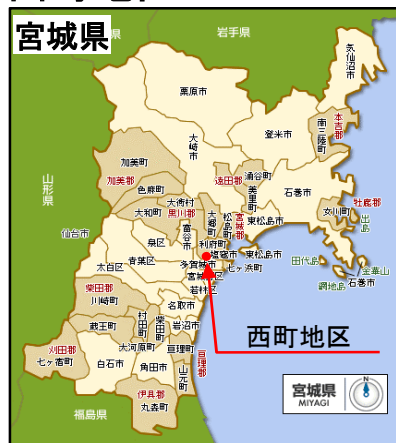 宮城県
岩手県
気仙沼市
栗原市
本吉郡
南三陸町
登米市
大崎市
加美町
加美郡
色麻町
遠田郡
涌谷町
美里町
石巻市
山形県
大衡村
黒川郡
大和町
大郷町
松島町
宮城郡
東松島市
女川町
牡鹿郡
出島
富谷市
仙台市
泉区
利府町
塩竈市
東松島市
田代島
金華山
青葉区
多賀城市
七ヶ浜町
網地島
石巻市
太白区
若林区
柴田郡
川崎町
名取市
西町地区
村田町
柴田町
岩沼市
蔵王町
刈田郡
七ヶ宿町
大河原町
亘理町
亘理郡
白石市
角田市
山元町
伊具郡
丸森町
福島県
宮城県
MIYAGI